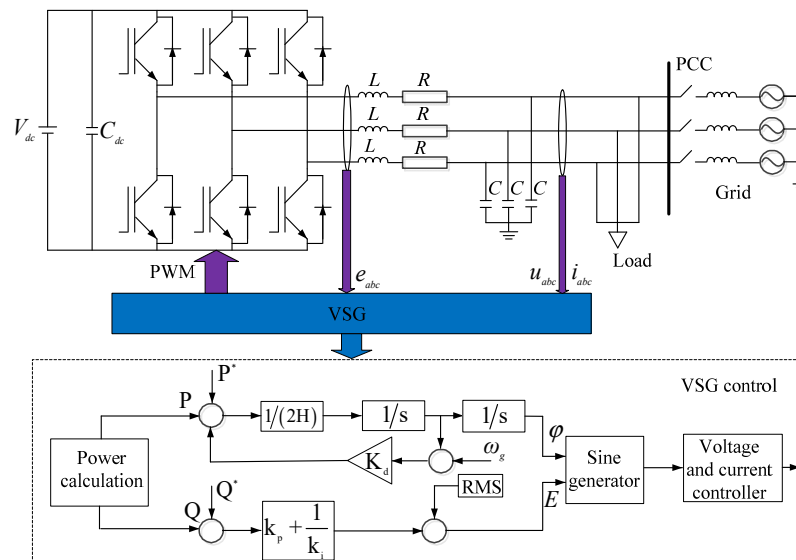 V_dc
C_dc
L
R
L
R
L
R
C
C
C
PCC
Grid
Load
PWM
e_abc
u_abc
i_abc
VSG
VSG control
P*
P
1/(2H)
1/s
1/s
φ
K_d
ω_g
Power
calculation
Sine
generator
Voltage
and current
controller
RMS
E
Q*
Q
k_p + 1/k_i